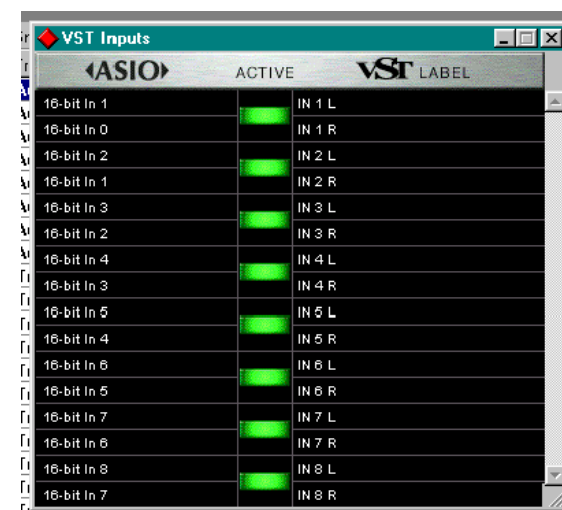 VST Inputs
ASIO ACTIVE VST LABEL
16-bit In 1 IN 1 L
16-bit In 0 IN 1 R
16-bit In 2 IN 2 L
16-bit In 1 IN 2 R
16-bit In 3 IN 3 L
16-bit In 2 IN 3 R
16-bit In 4 IN 4 L
16-bit In 3 IN 4 R
16-bit In 5 IN 5 L
16-bit In 4 IN 5 R
16-bit In 6 IN 6 L
16-bit In 5 IN 6 R
16-bit In 7 IN 7 L
16-bit In 6 IN 7 R
16-bit In 8 IN 8 L
16-bit In 7 IN 8 R